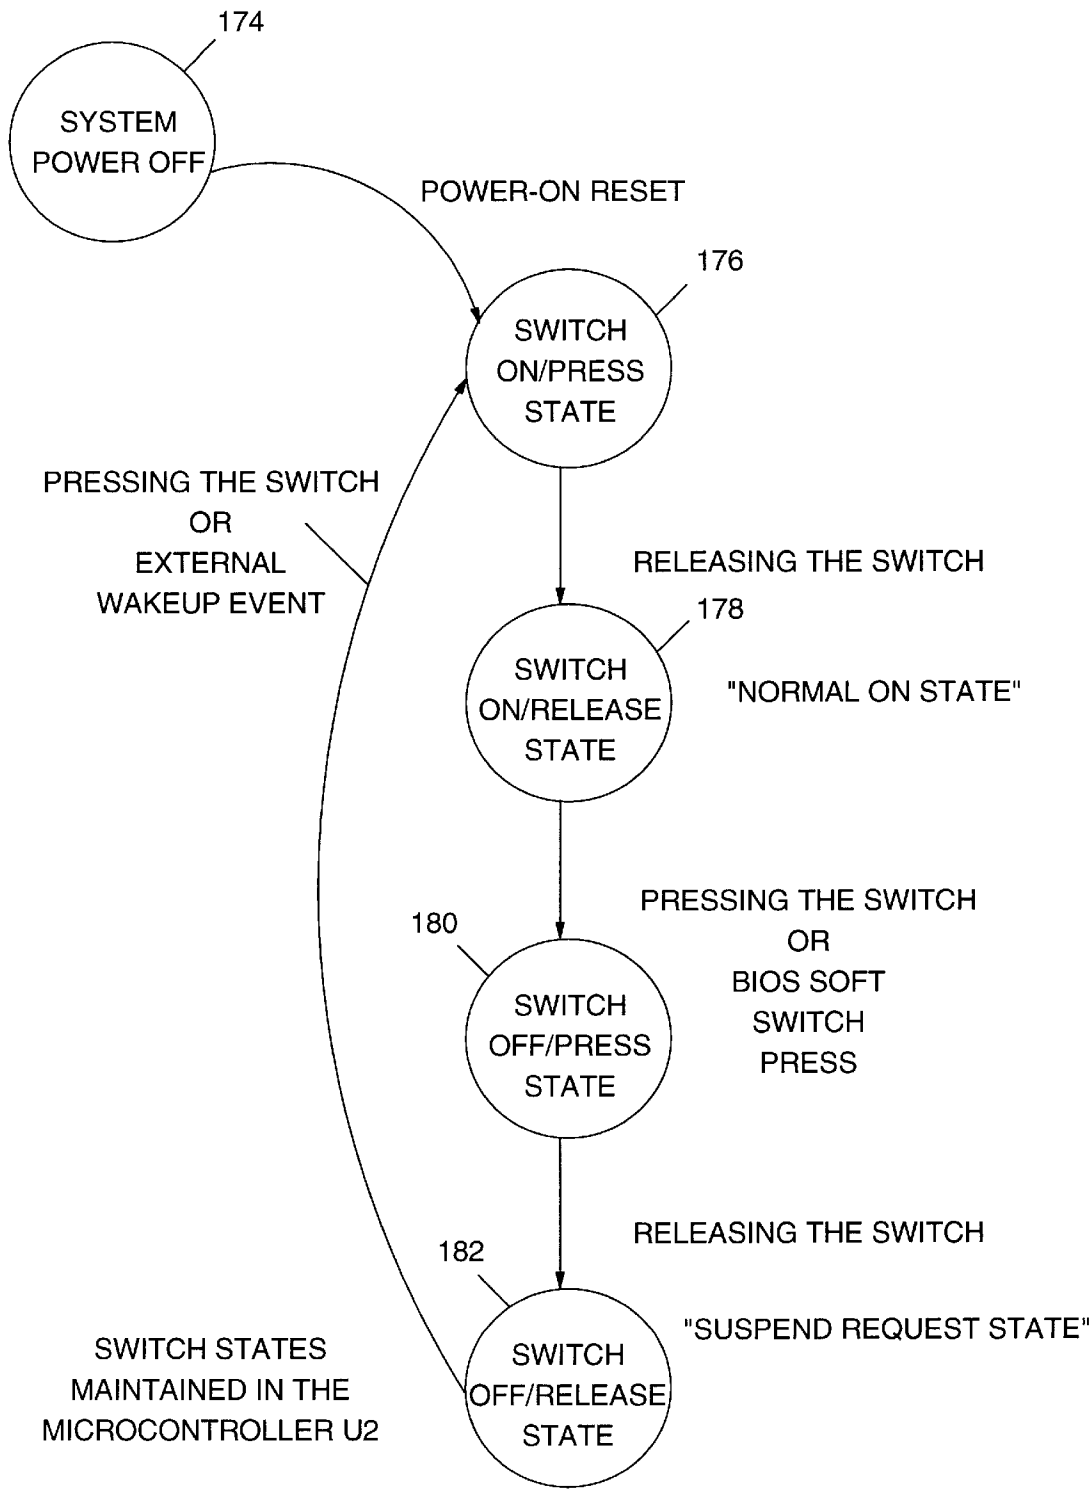 174
SYSTEM
POWER OFF
POWER-ON RESET
176
SWITCH
ON/PRESS
STATE
PRESSING THE SWITCH
OR
EXTERNAL
WAKEUP EVENT
RELEASING THE SWITCH
178
SWITCH
ON/RELEASE
STATE
"NORMAL ON STATE"
PRESSING THE SWITCH
OR
BIOS SOFT
SWITCH
PRESS
180
SWITCH
OFF/PRESS
STATE
RELEASING THE SWITCH
182
"SUSPEND REQUEST STATE"
SWITCH
OFF/RELEASE
STATE
SWITCH STATES
MAINTAINED IN THE
MICROCONTROLLER U2